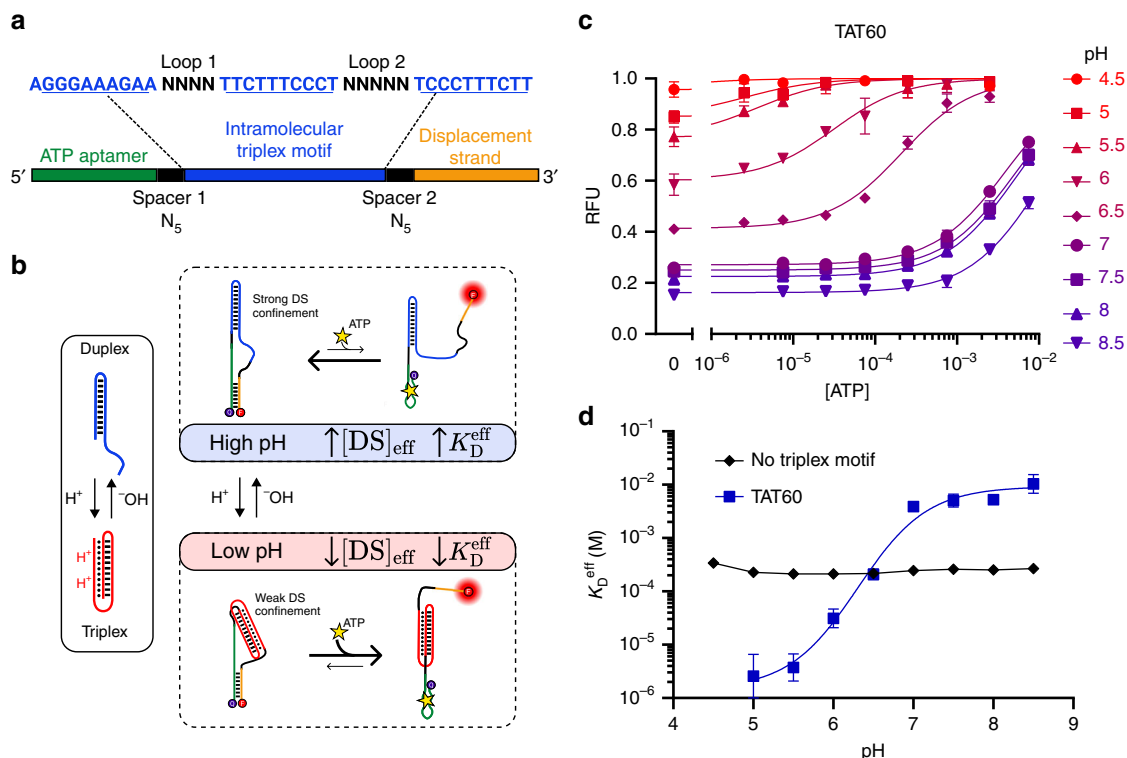 a
Loop 1 Loop 2
AGGGAAAGAA NNNN TTCTTTCCCT NNNNN TCCCTTTCTT
ATP aptamer Intramolecular triplex motif Displacement strand
5′ 3′
Spacer 1 Spacer 2
N5 N5
b
Duplex
H+ –OH
H+
H+
Triplex
Strong DS
confinement
ATP
Q F
Q
F
High pH ↑[DS]eff ↑KDeff
H+ –OH
Low pH ↓[DS]eff ↓KDeff
Weak DS
confinement
ATP
Q F
Q
F
c
TAT60
RFU
1.0
0.8
0.6
0.4
0.2
0.0
0 10−6 10−5 10−4 10−3 10−2
[ATP]
pH
4.5
5
5.5
6
6.5
7
7.5
8
8.5
d
KDeff (M)
10−1
10−2
10−3
10−4
10−5
10−6
No triplex motif
TAT60
4 5 6 7 8 9
pH